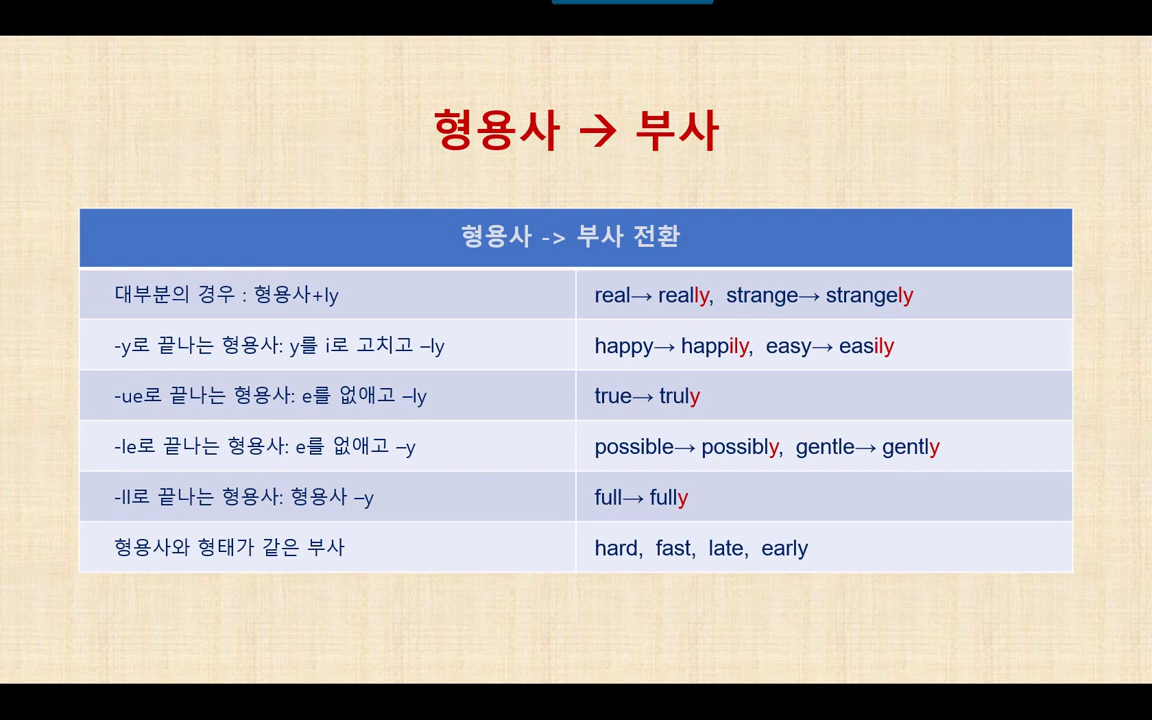 형용사 → 부사
형용사 -> 부사 전환
대부분의 경우 : 형용사+ly
real→ really, strange→ strangely
-y로 끝나는 형용사: y를 i로 고치고 –ly
happy→ happily, easy→ easily
-ue로 끝나는 형용사: e를 없애고 –ly
true→ truly
-le로 끝나는 형용사: e를 없애고 –y
possible→ possibly, gentle→ gently
-ll로 끝나는 형용사: 형용사 –y
full→ fully
형용사와 형태가 같은 부사
hard, fast, late, early